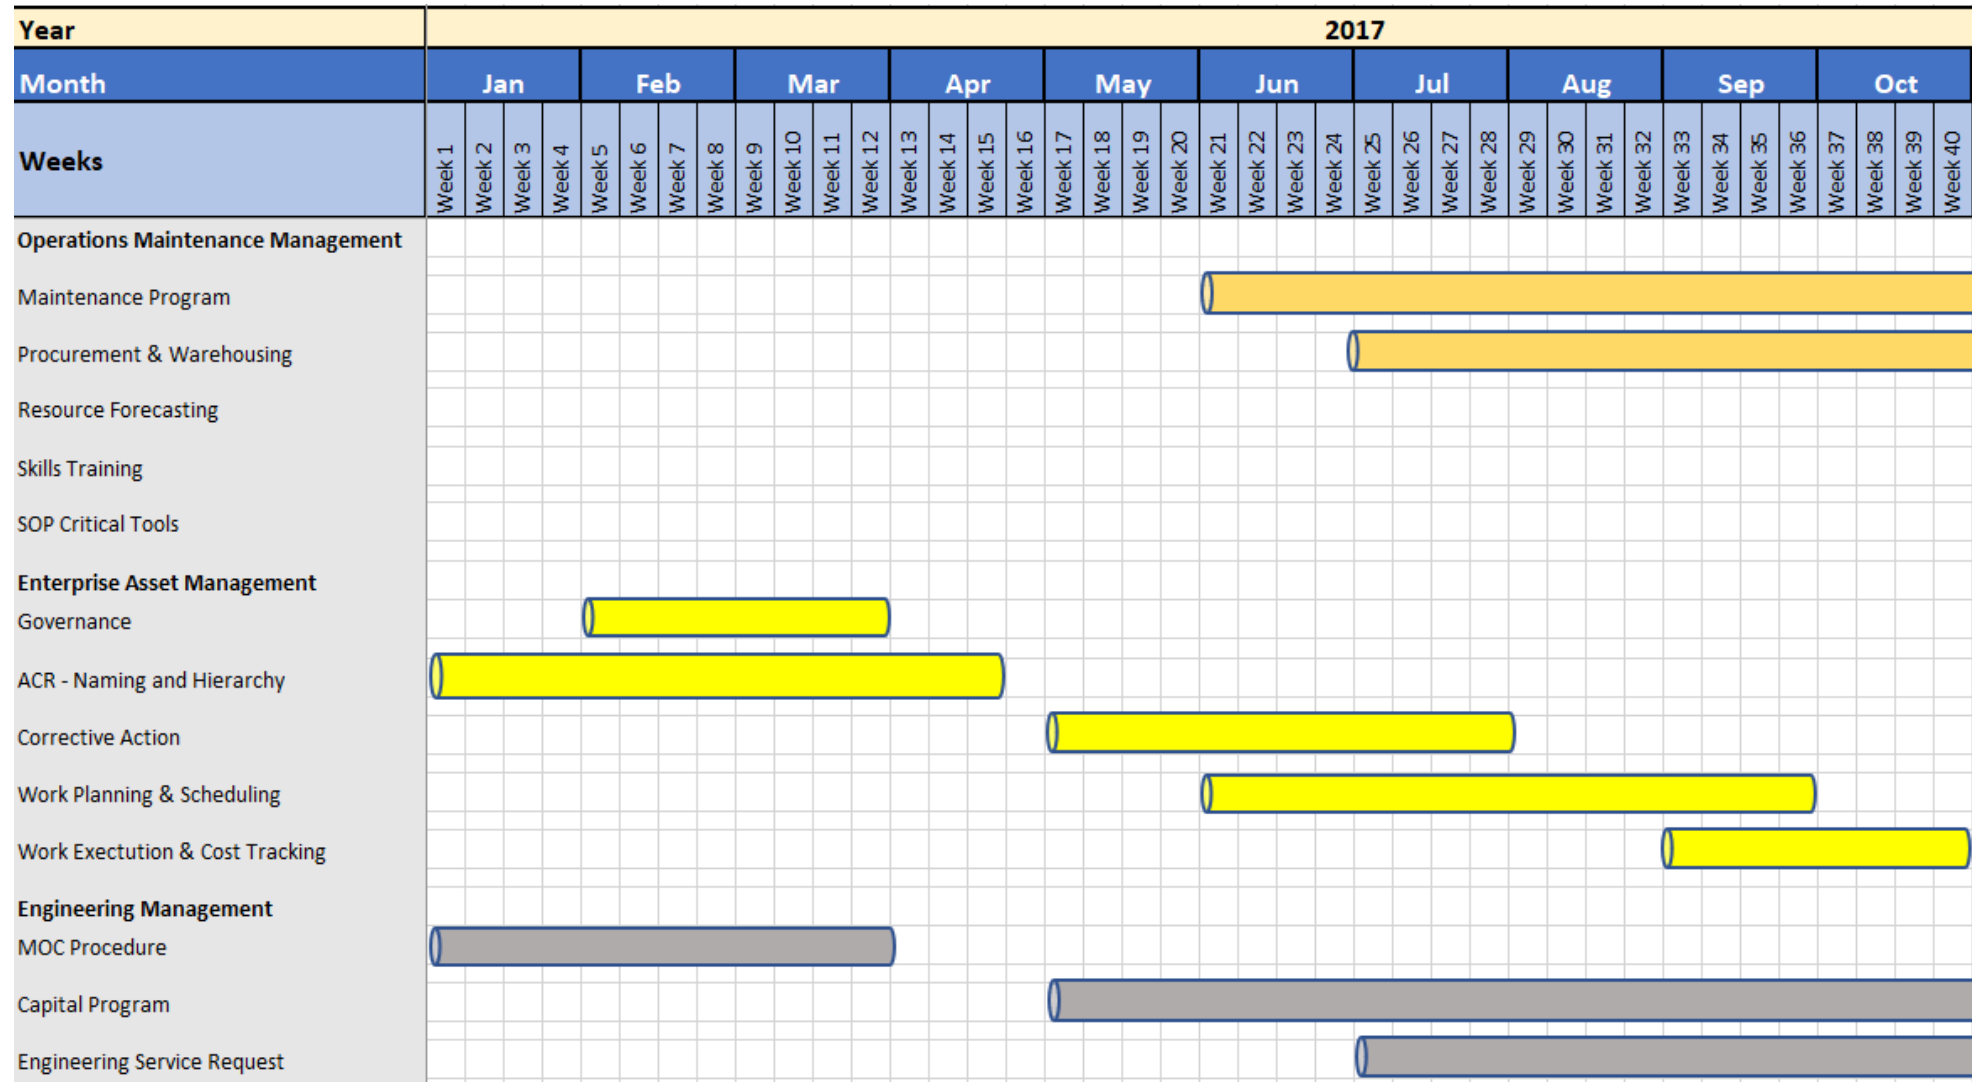 Year 2017
Month Jan Feb Mar Apr May Jun Jul Aug Sep Oct
Weeks Week 1 Week 2 Week 3 Week 4 Week 5 Week 6 Week 7 Week 8 Week 9 Week 10 Week 11 Week 12 Week 13 Week 14 Week 15 Week 16 Week 17 Week 18 Week 19 Week 20 Week 21 Week 22 Week 23 Week 24 Week 25 Week 26 Week 27 Week 28 Week 29 Week 30 Week 31 Week 32 Week 33 Week 34 Week 35 Week 36 Week 37 Week 38 Week 39 Week 40
Operations Maintenance Management
Maintenance Program
Procurement & Warehousing
Resource Forecasting
Skills Training
SOP Critical Tools
Enterprise Asset Management
Governance
ACR - Naming and Hierarchy
Corrective Action
Work Planning & Scheduling
Work Exectution & Cost Tracking
Engineering Management
MOC Procedure
Capital Program
Engineering Service Request